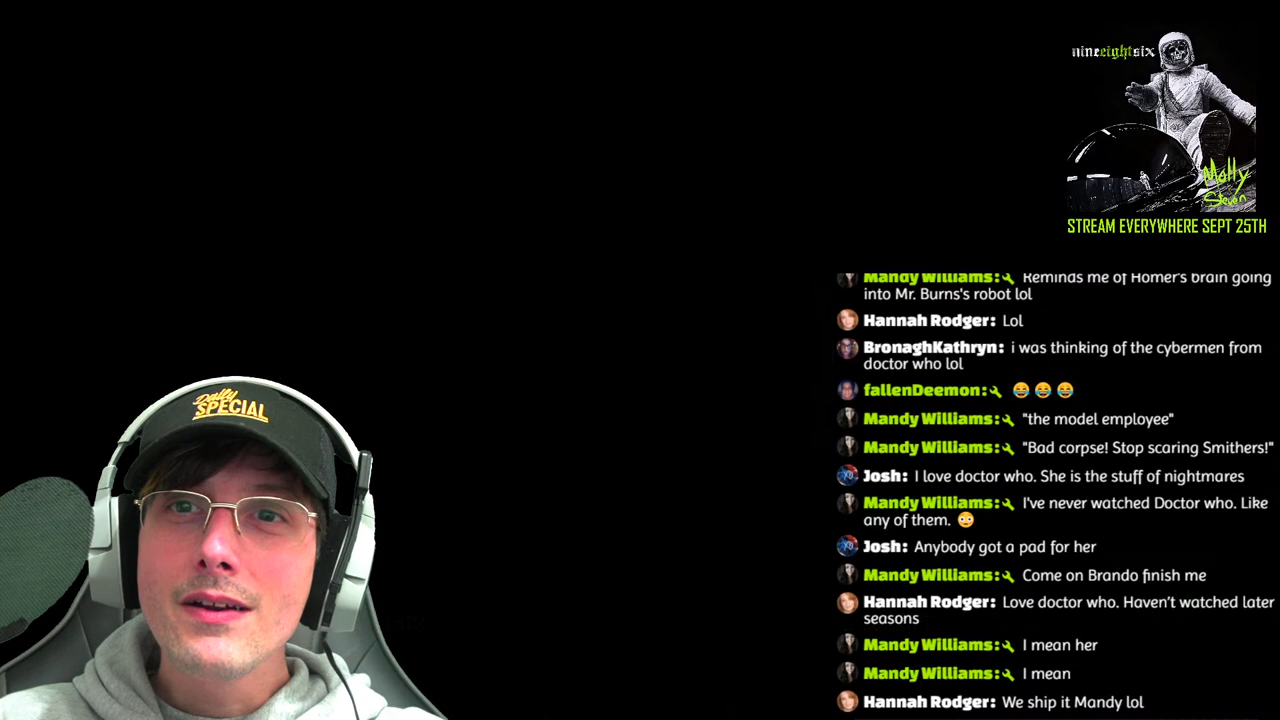 nineeightsix
Molly
Steven
STREAM EVERYWHERE SEPT 25TH
Mandy Williams: Reminds me of Homer's brain going
into Mr. Burns's robot lol
Hannah Rodger: Lol
BronaghKathryn: i was thinking of the cybermen from
doctor who lol
fallenDeemon: 😂 😂 😂
Mandy Williams: "the model employee"
Mandy Williams: "Bad corpse! Stop scaring Smithers!"
Josh: I love doctor who. She is the stuff of nightmares
Mandy Williams: I've never watched Doctor who. Like
any of them. 😳
Josh: Anybody got a pad for her
Mandy Williams: Come on Brando finish me
Hannah Rodger: Love doctor who. Haven't watched later
seasons
Mandy Williams: I mean her
Mandy Williams: I mean
Hannah Rodger: We ship it Mandy lol
Daily
SPECIAL